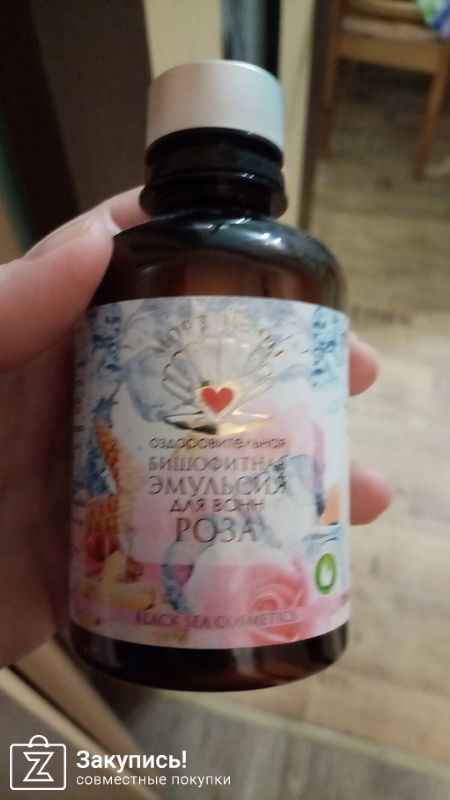 оздоровительная
БИШОФИТНАЯ
ЭМУЛЬСИЯ
для ванн
РОЗА
BLACK SEA COSMETICS
Закупись!
совместные покупки